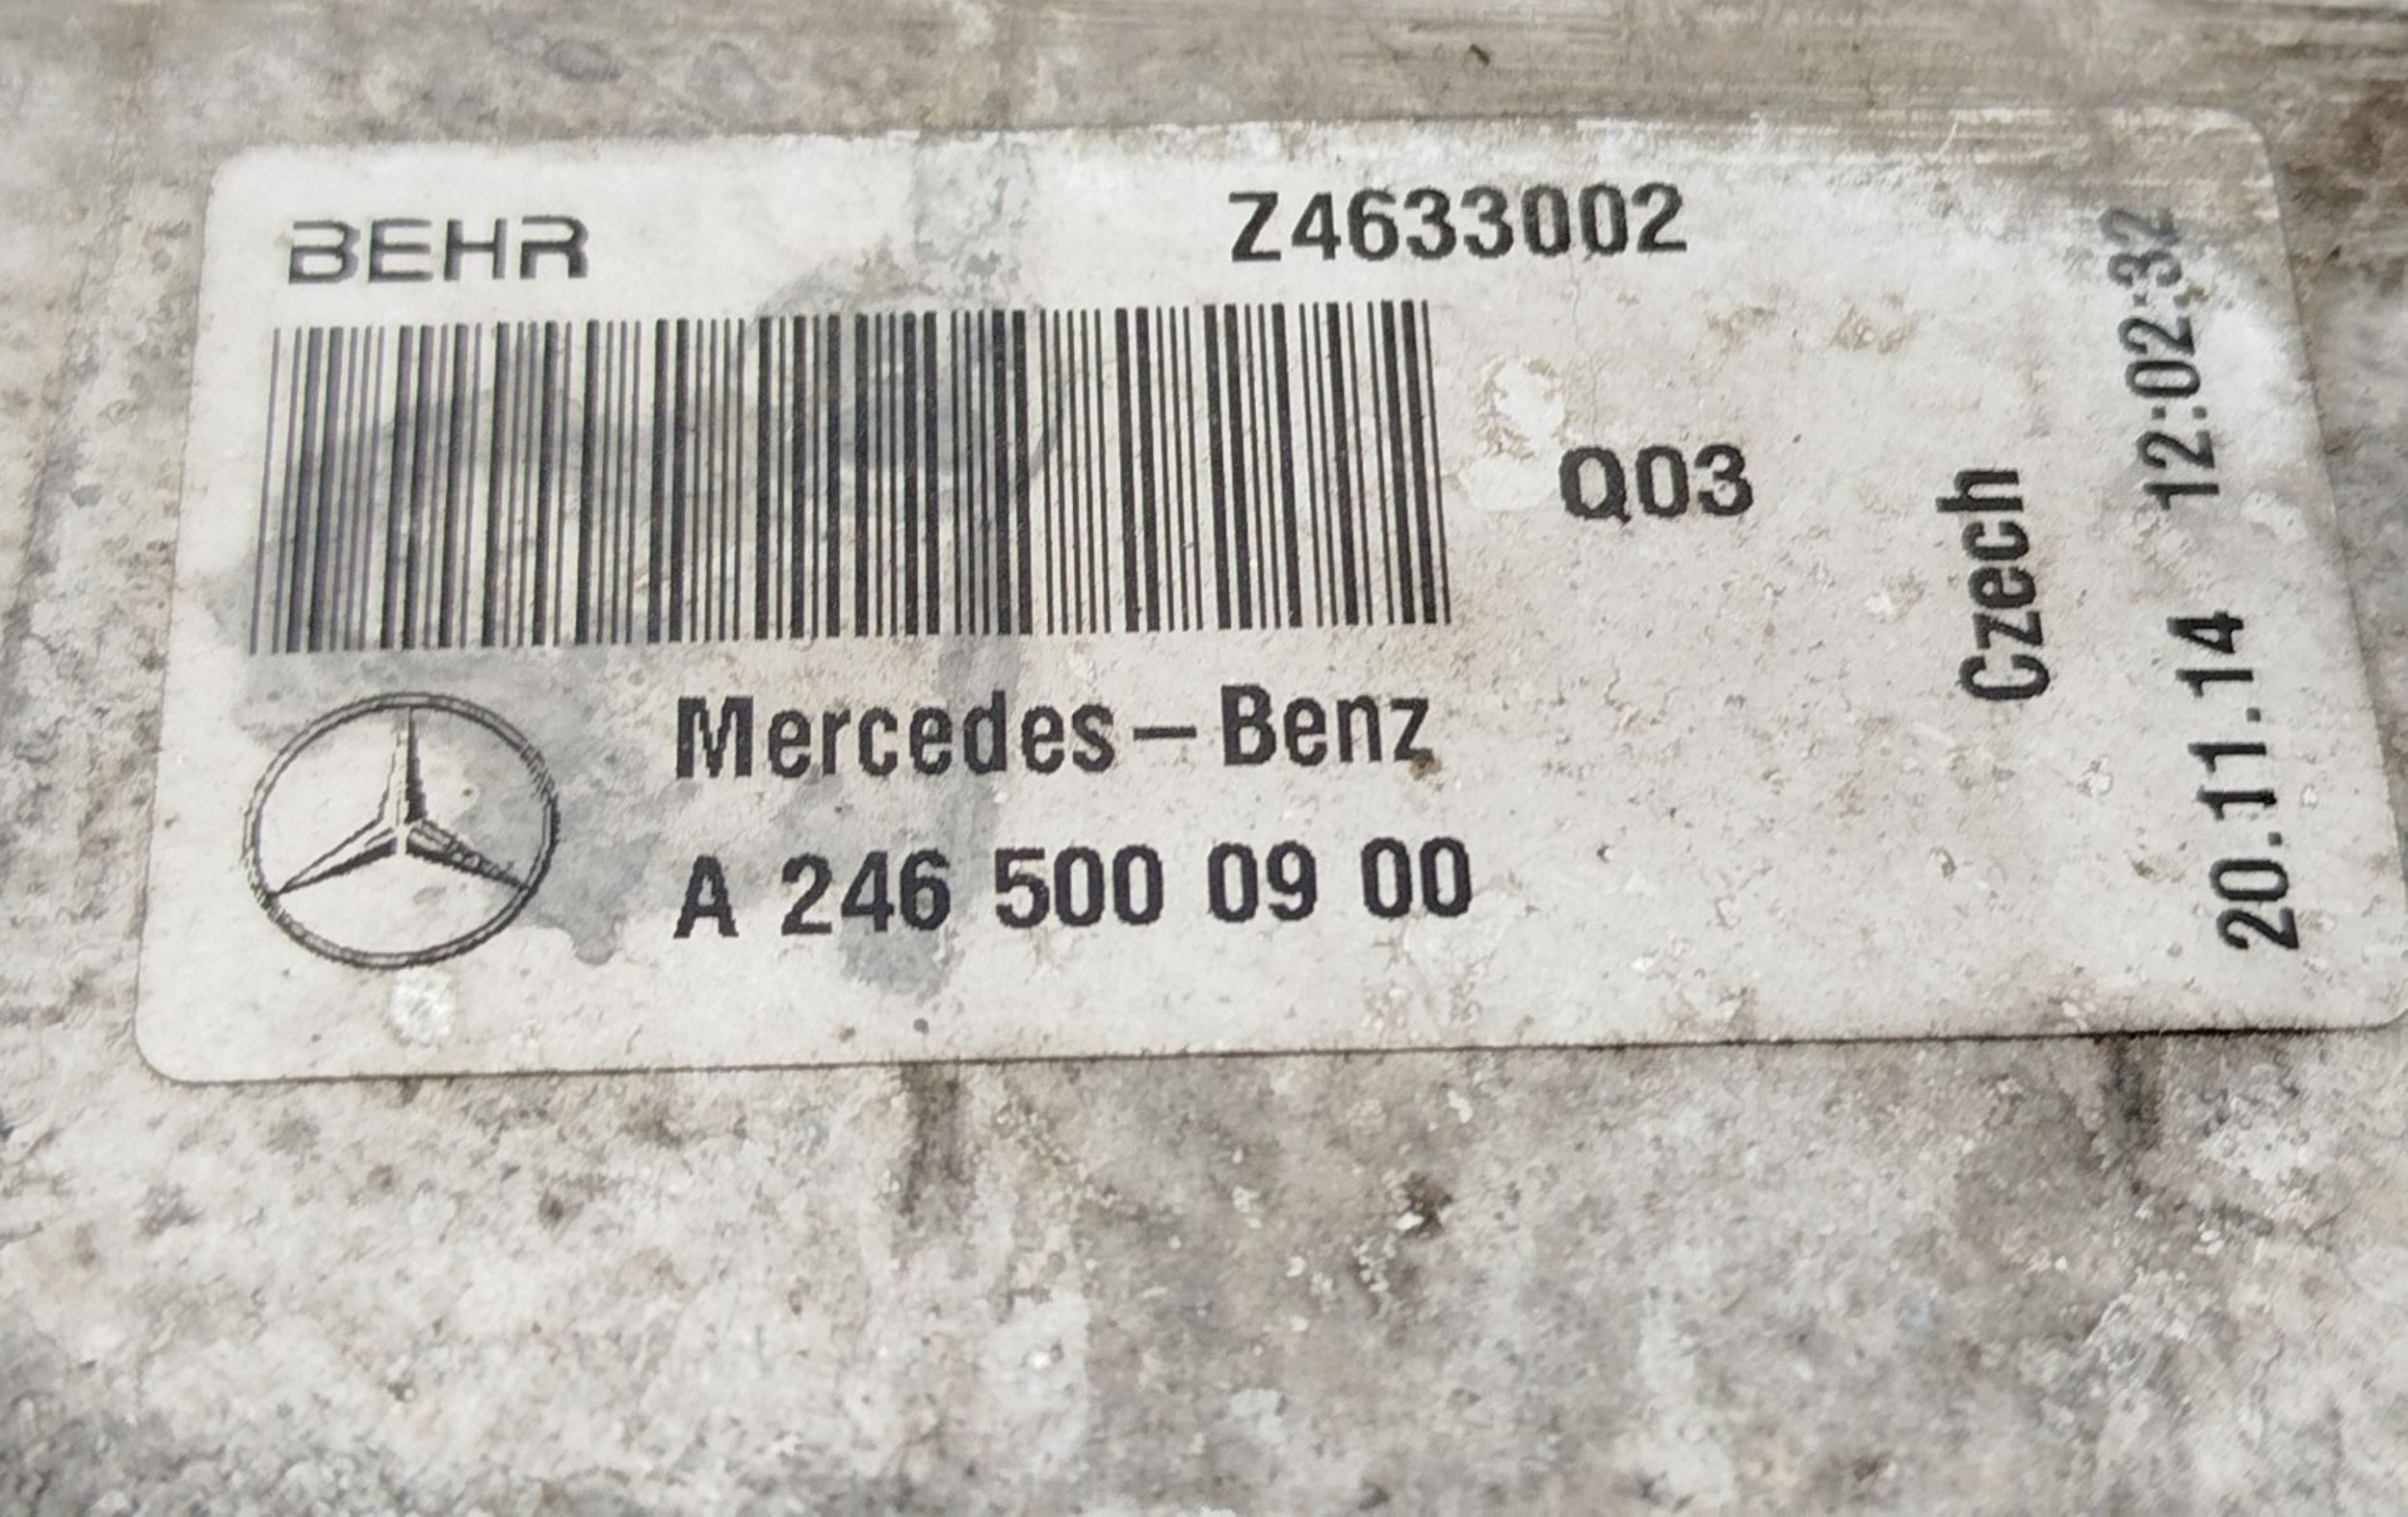 BEHR
Z4633002
Q03
Mercedes-Benz
A 246 500 09 00
Czech
20.11.14 12:02:32